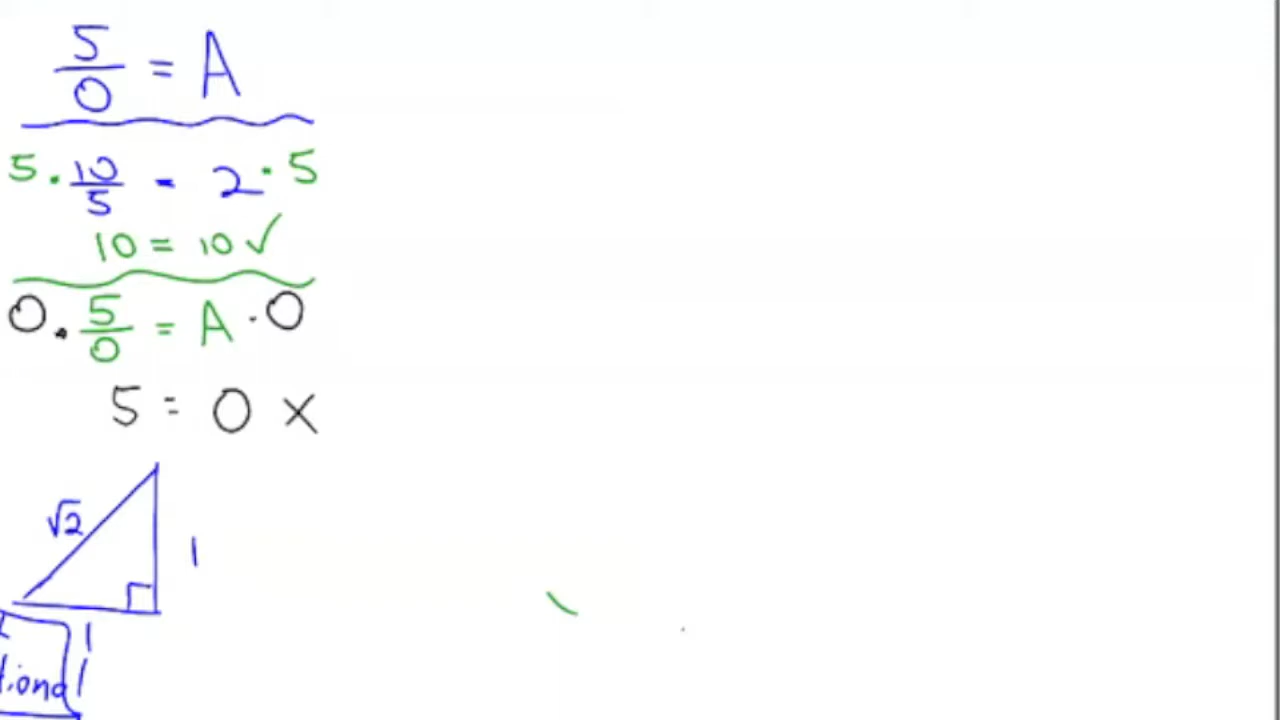 5/0 = A
5 · 10/5 = 2 · 5
10 = 10 ✓
0 · 5/0 = A · 0
5 = 0 ×
√2
1
1